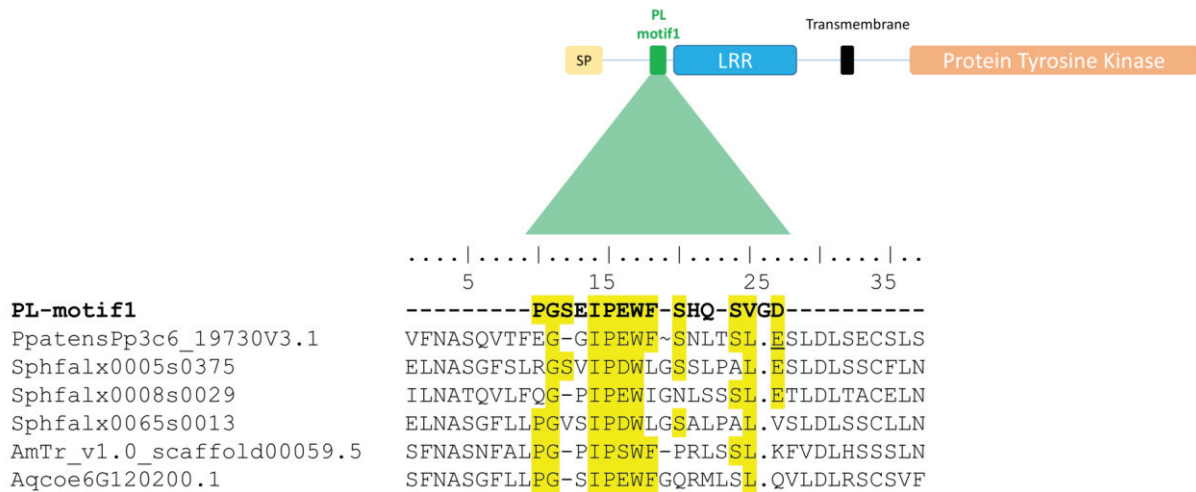 PL
motif1
Transmembrane
SP
LRR
Protein Tyrosine Kinase
....|....|....|....|....|....|....|..
5 15 25 35
PL-motif1 ---------PGSEIPEWF-SHQ-SVGD----------
PpatensPp3c6_19730V3.1 VFNASQVTFEG-GIPEWF~SNLTSL.ESLDLSECSLS
Sphfalx0005s0375 ELNASGFSLRGSVIPDWLGSSLPAL.ESLDLSSCFLN
Sphfalx0008s0029 ILNATQVLFQG-PIPEWIGNLSSSL.ETLDLTACELN
Sphfalx0065s0013 ELNASGFLLPGVSIPDWLGSALPAL.VSLDLSSCLLN
AmTr_v1.0_scaffold00059.5 SFNASNFALPG-PIPSWF-PRLSSL.KFVDLHSSSLN
Aqcoe6G120200.1 SFNASGFLLPG-SIPEWFGQRMLSL.QVLDLRSCSVF